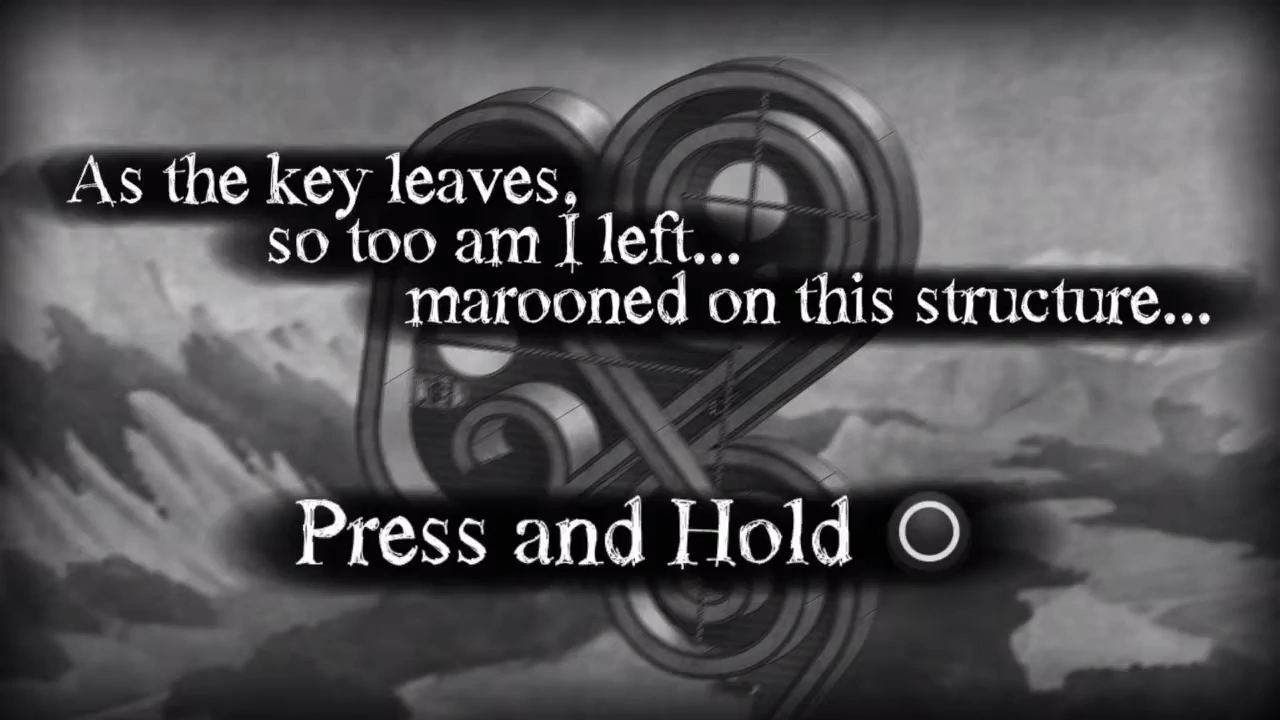 As the key leaves,
so too am I left...
marooned on this structure...
Press and Hold